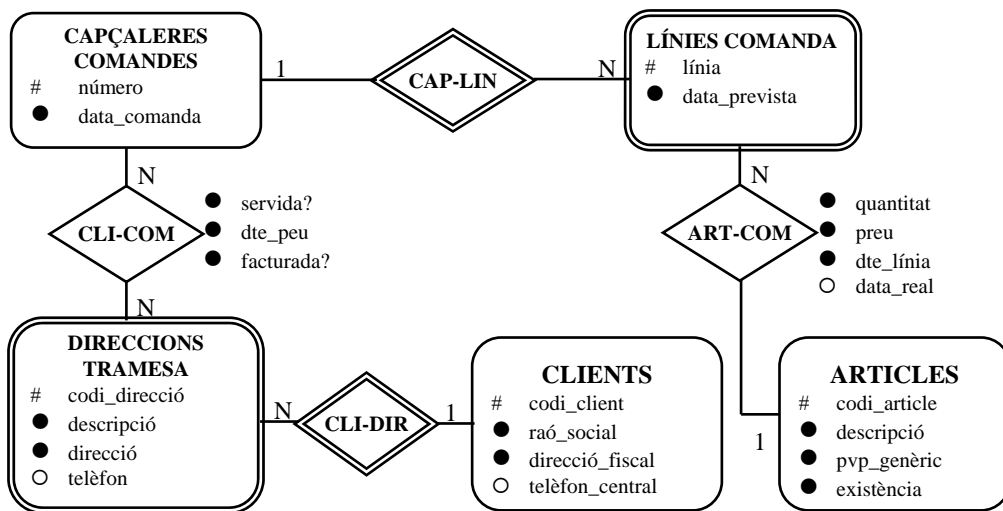 CAPÇALERES
COMANDES
# número
data_comanda
1
CAP-LIN
N
LÍNIES COMANDA
# línia
data_prevista
N
CLI-COM
servida?
dte_peu
facturada?
N
N
ART-COM
quantitat
preu
dte_línia
data_real
1
DIRECCIONS
TRAMESA
# codi_direcció
descripció
direcció
telèfon
N
CLI-DIR
1
CLIENTS
# codi_client
raó_social
direcció_fiscal
telèfon_central
ARTICLES
# codi_article
descripció
pvp_genèric
existència